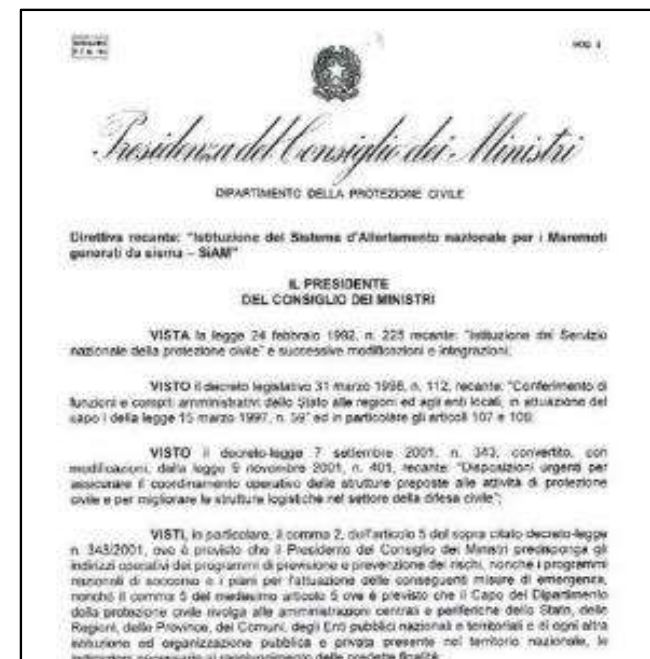 MOD. 3
Presidenza del Consiglio dei Ministri
DIPARTIMENTO DELLA PROTEZIONE CIVILE
Direttiva recante: "Istituzione del Sistema d'Allertamento nazionale per i Maremoti
generati da sisma – SiAM"
IL PRESIDENTE
DEL CONSIGLIO DEI MINISTRI
VISTA la legge 24 febbraio 1992, n. 225 recante: "Istituzione del Servizio
nazionale della protezione civile" e successive modificazioni e integrazioni;
VISTO il decreto legislativo 31 marzo 1998, n. 112, recante: "Conferimento di
funzioni e compiti amministrativi dello Stato alle regioni ed agli enti locali, in attuazione del
capo I della legge 15 marzo 1997, n. 59" ed in particolare gli articoli 107 e 108;
VISTO il decreto-legge 7 settembre 2001, n. 343, convertito, con
modificazioni, dalla legge 9 novembre 2001, n. 401, recante: "Disposizioni urgenti per
assicurare il coordinamento operativo delle strutture preposte alle attività di protezione
civile e per migliorare le strutture logistiche nel settore della difesa civile";
VISTI, in particolare, il comma 2, dell'articolo 5 del sopra citato decreto-legge
n. 343/2001, ove è previsto che il Presidente del Consiglio dei Ministri predisponga gli
indirizzi operativi dei programmi di previsione e prevenzione dei rischi, nonché i programmi
nazionali di soccorso e i piani per l'attuazione delle conseguenti misure di emergenza,
nonché il comma 5 del medesimo articolo 5 ove è previsto che il Capo del Dipartimento
della protezione civile rivolga alle amministrazioni centrali e periferiche dello Stato, delle
Regioni, delle Province, dei Comuni, degli Enti pubblici nazionali e territoriali e di ogni altra
istituzione ed organizzazione pubblica e privata presente nel territorio nazionale, le
indicazioni necessarie al raggiungimento delle predette finalità;